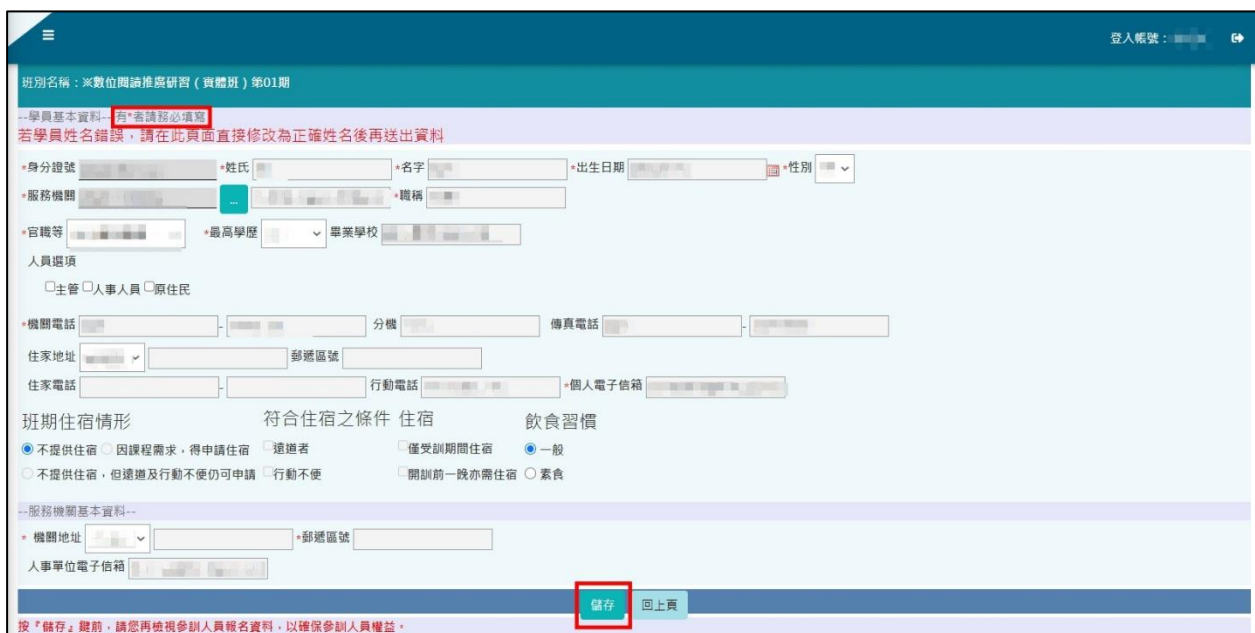 登入帳號：
班別名稱：※數位閱讀推廣研習（實體班）第01期
--學員基本資料--有*者請務必填寫
若學員姓名錯誤，請在此頁面直接修改為正確姓名後再送出資料
*身分證號 *姓氏 *名字 *出生日期 *性別
*服務機關 ... *職稱
*官職等 *最高學歷 畢業學校
人員選項
主管 人事人員 原住民
*機關電話 - 分機 傳真電話 -
住家地址 郵遞區號
住家電話 - 行動電話 *個人電子信箱
班期住宿情形 符合住宿之條件 住宿 飲食習慣
不提供住宿 因課程需求，得申請住宿 遠道者 僅受訓期間住宿 一般
不提供住宿，但遠道及行動不便仍可申請 行動不便 開訓前一晚亦需住宿 素食
--服務機關基本資料--
* 機關地址 *郵遞區號
人事單位電子信箱
儲存 回上頁
按『儲存』鍵前，請您再檢視參訓人員報名資料，以確保參訓人員權益。